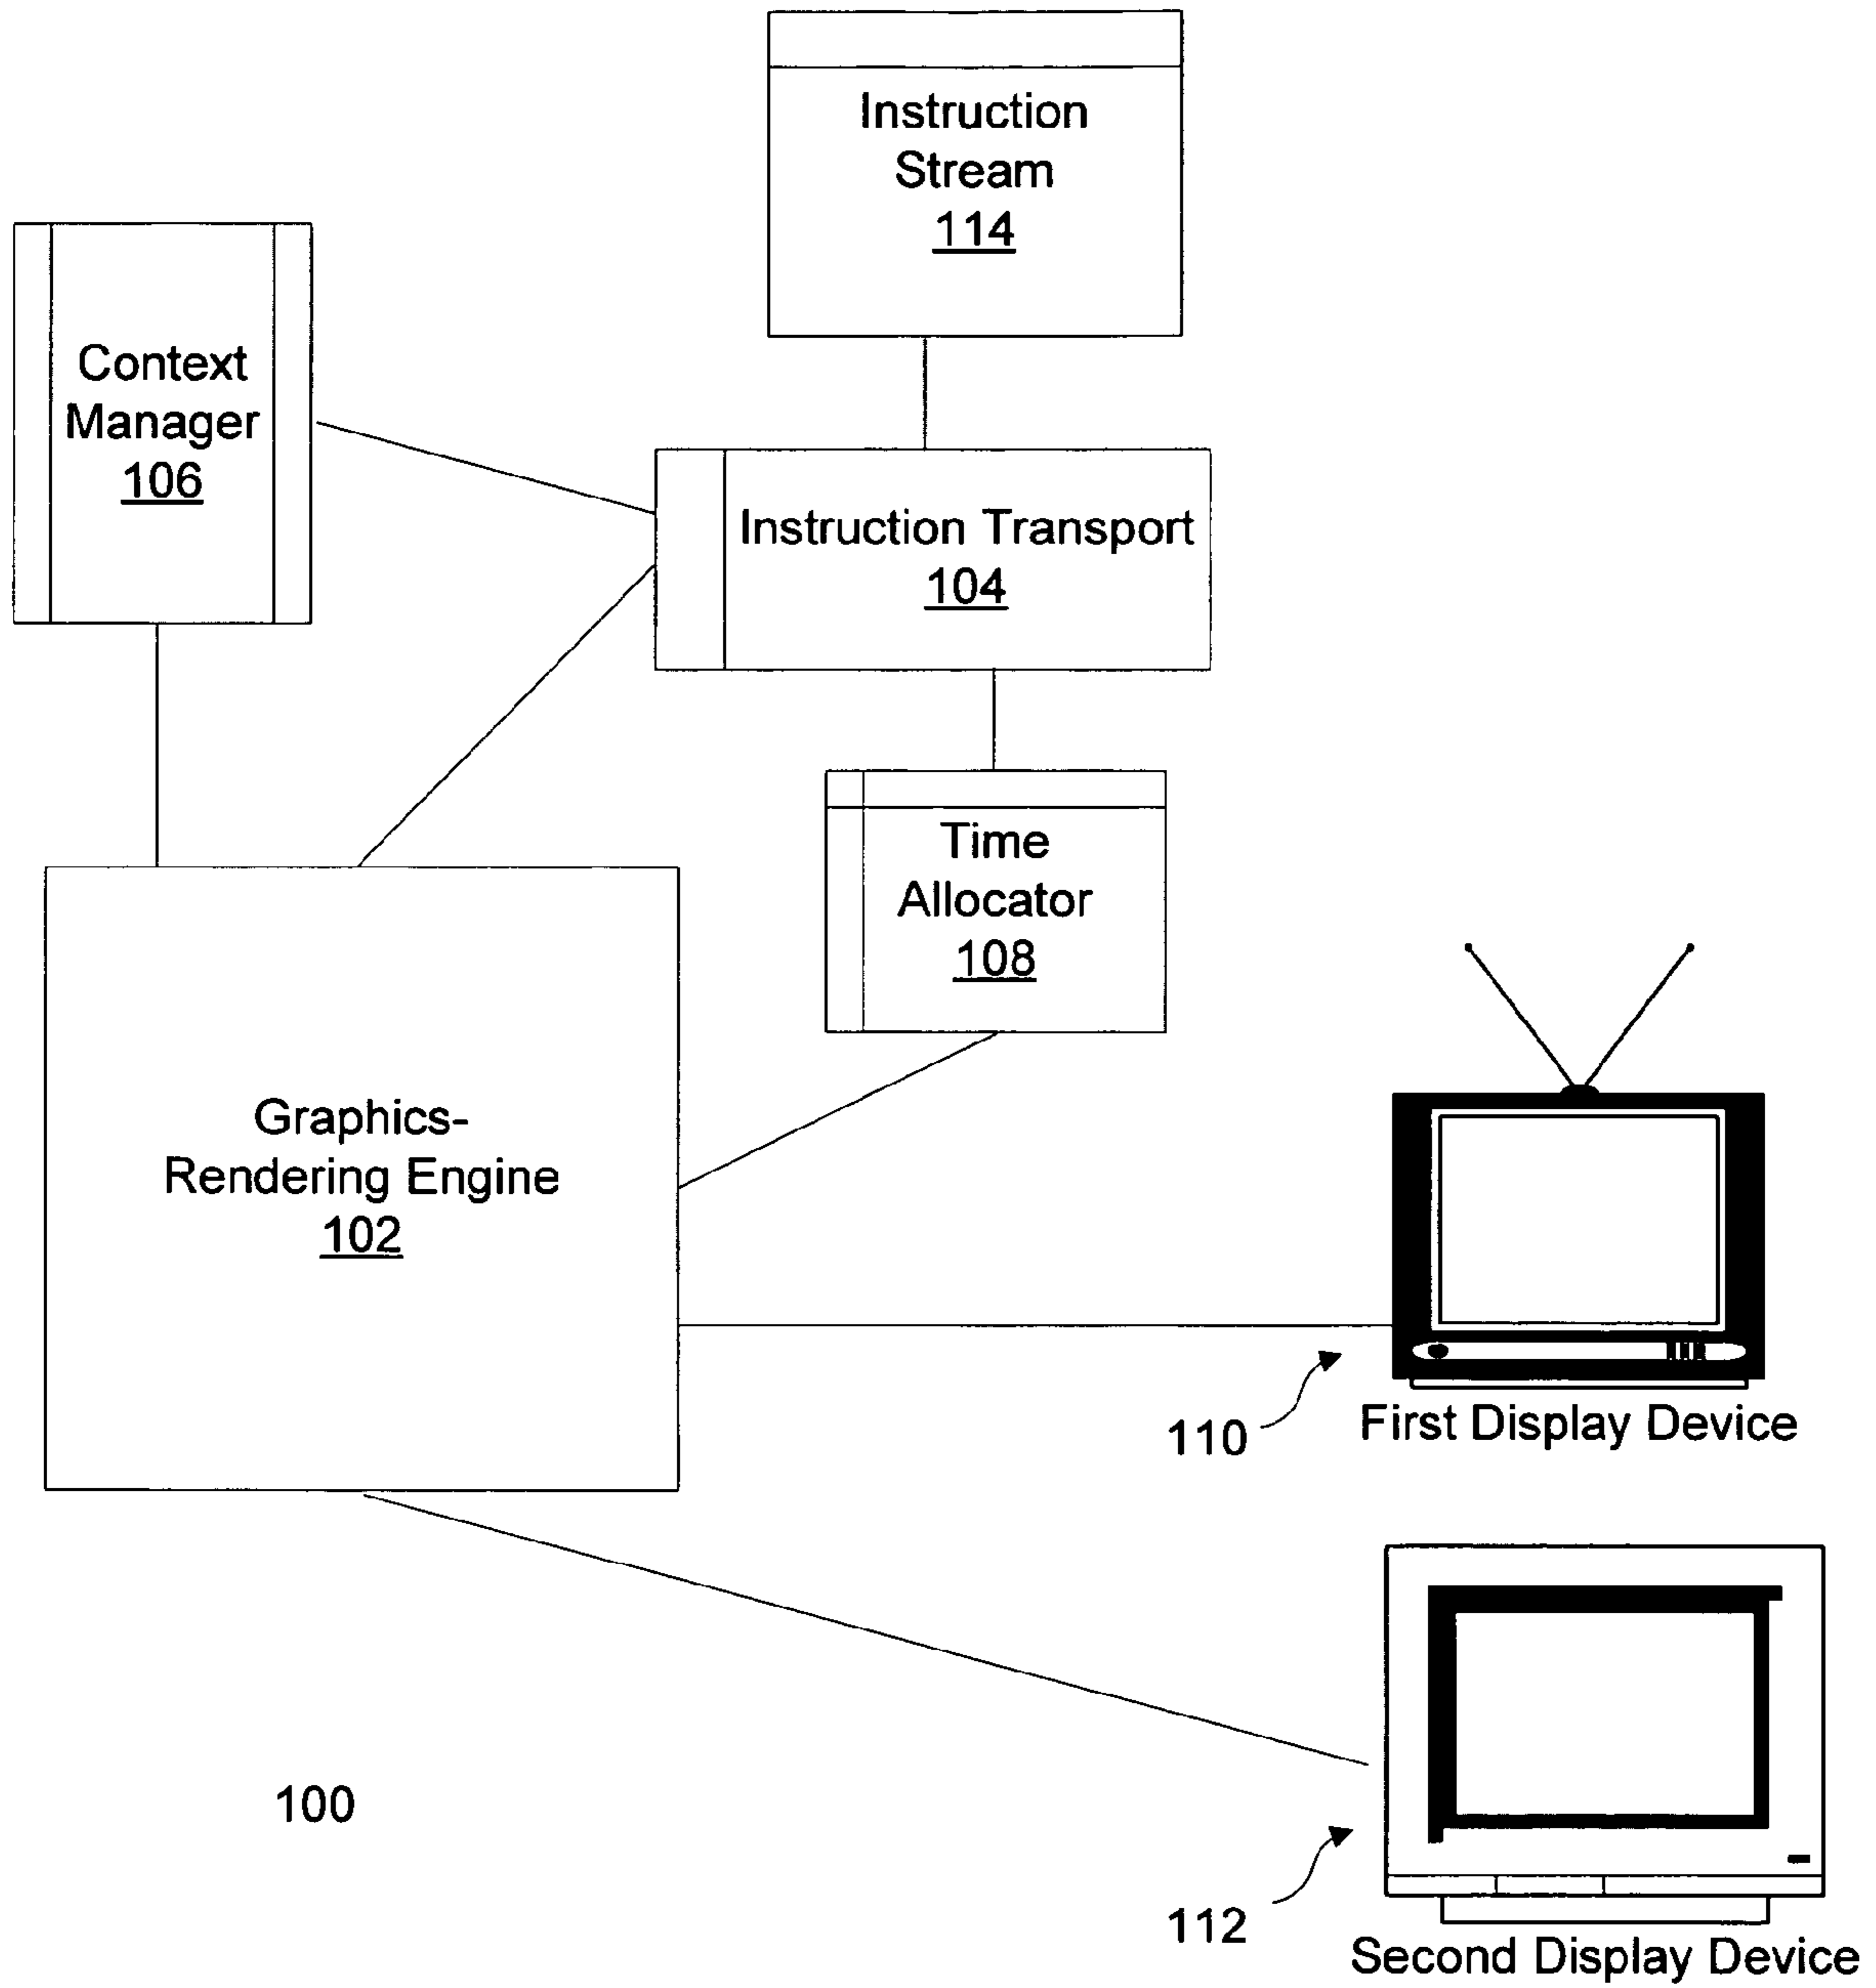 Instruction
Stream
114
Context
Manager
106
Instruction Transport
104
Time
Allocator
108
Graphics-
Rendering Engine
102
110
First Display Device
100
112
Second Display Device